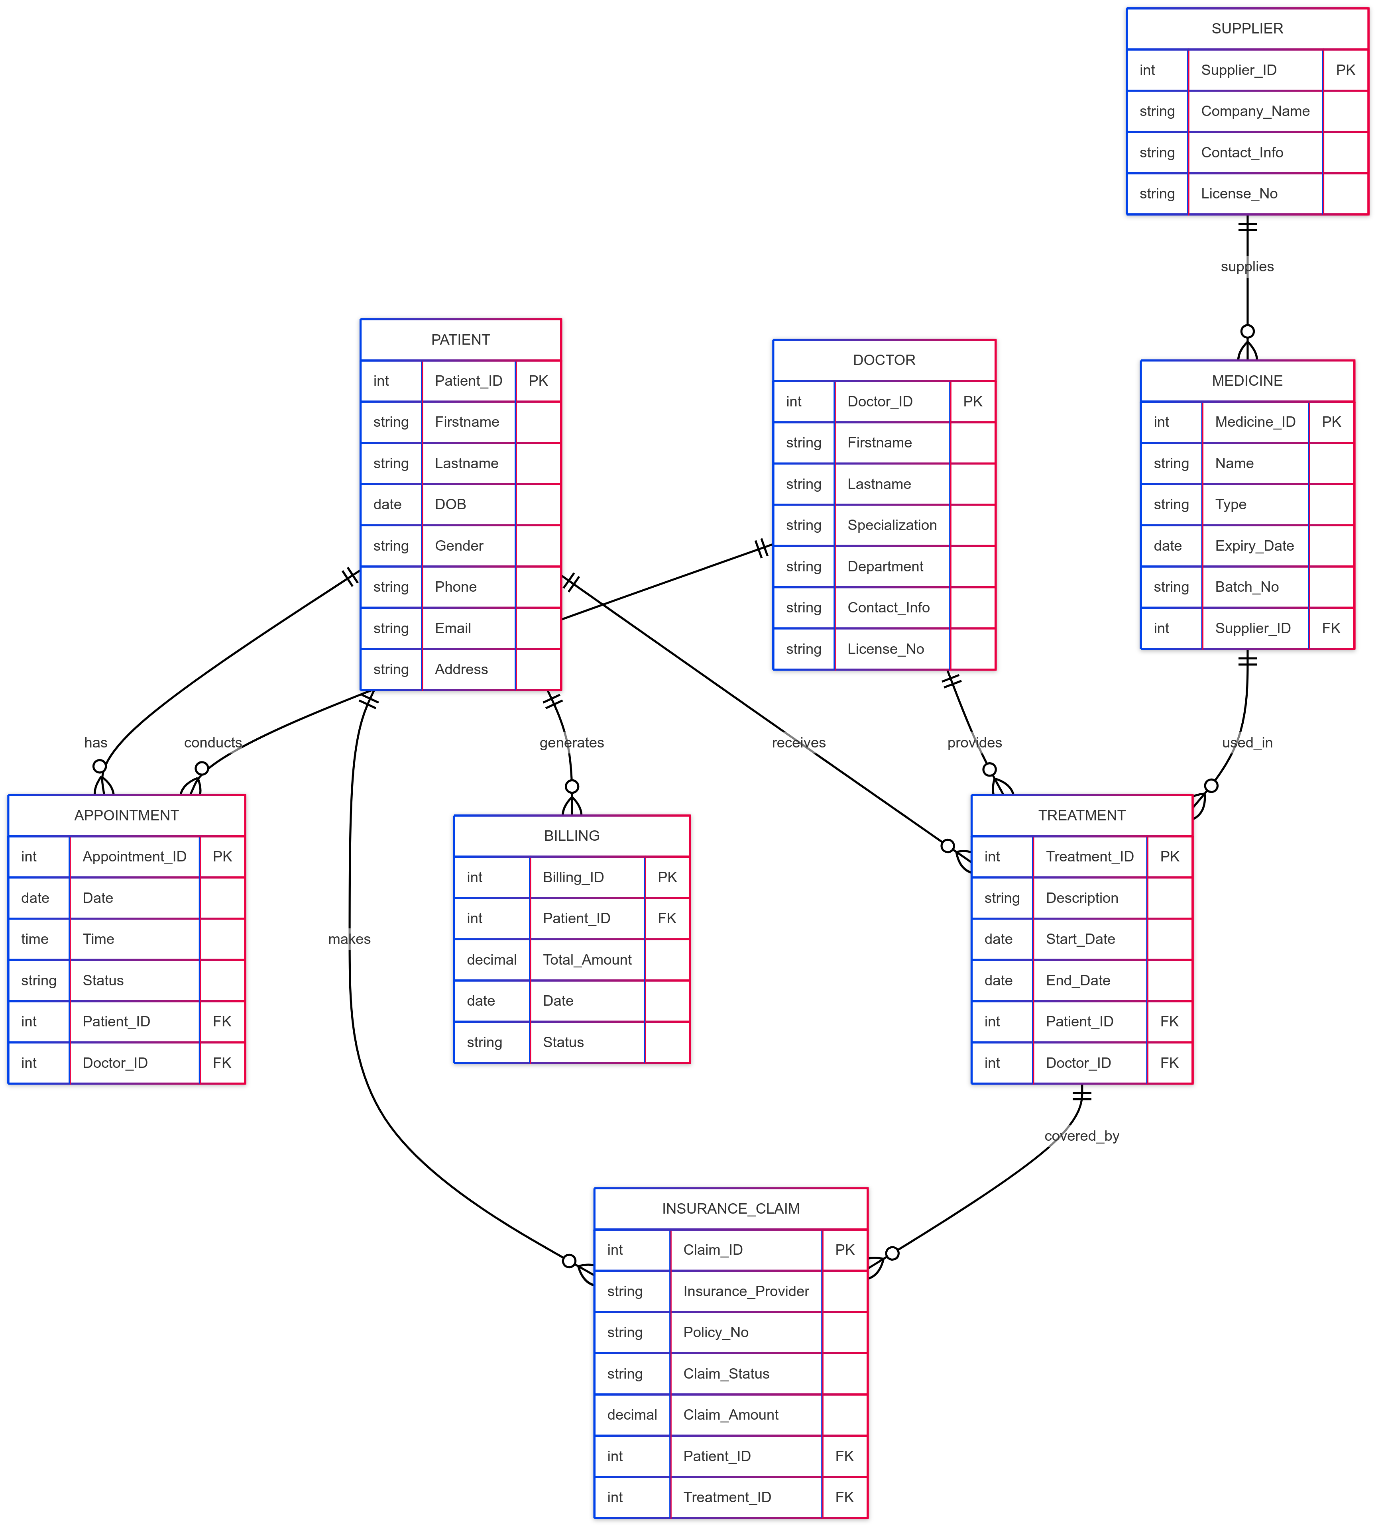 SUPPLIER
int Supplier_ID PK
string Company_Name
string Contact_Info
string License_No
supplies
PATIENT
int Patient_ID PK
string Firstname
string Lastname
date DOB
string Gender
string Phone
string Email
string Address
DOCTOR
int Doctor_ID PK
string Firstname
string Lastname
string Specialization
string Department
string Contact_Info
string License_No
MEDICINE
int Medicine_ID PK
string Name
string Type
date Expiry_Date
string Batch_No
int Supplier_ID FK
has
conducts
generates
receives
provides
used_in
APPOINTMENT
int Appointment_ID PK
date Date
time Time
string Status
int Patient_ID FK
int Doctor_ID FK
makes
BILLING
int Billing_ID PK
int Patient_ID FK
decimal Total_Amount
date Date
string Status
TREATMENT
int Treatment_ID PK
string Description
date Start_Date
date End_Date
int Patient_ID FK
int Doctor_ID FK
covered_by
INSURANCE_CLAIM
int Claim_ID PK
string Insurance_Provider
string Policy_No
string Claim_Status
decimal Claim_Amount
int Patient_ID FK
int Treatment_ID FK